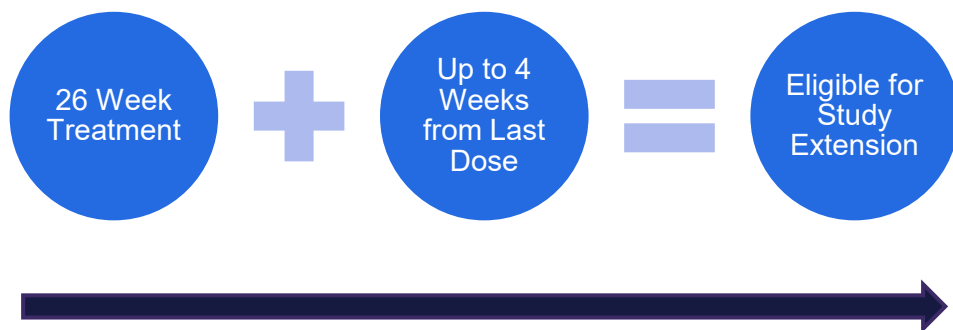 26 Week
Treatment
Up to 4
Weeks
from Last
Dose
Eligible for
Study
Extension